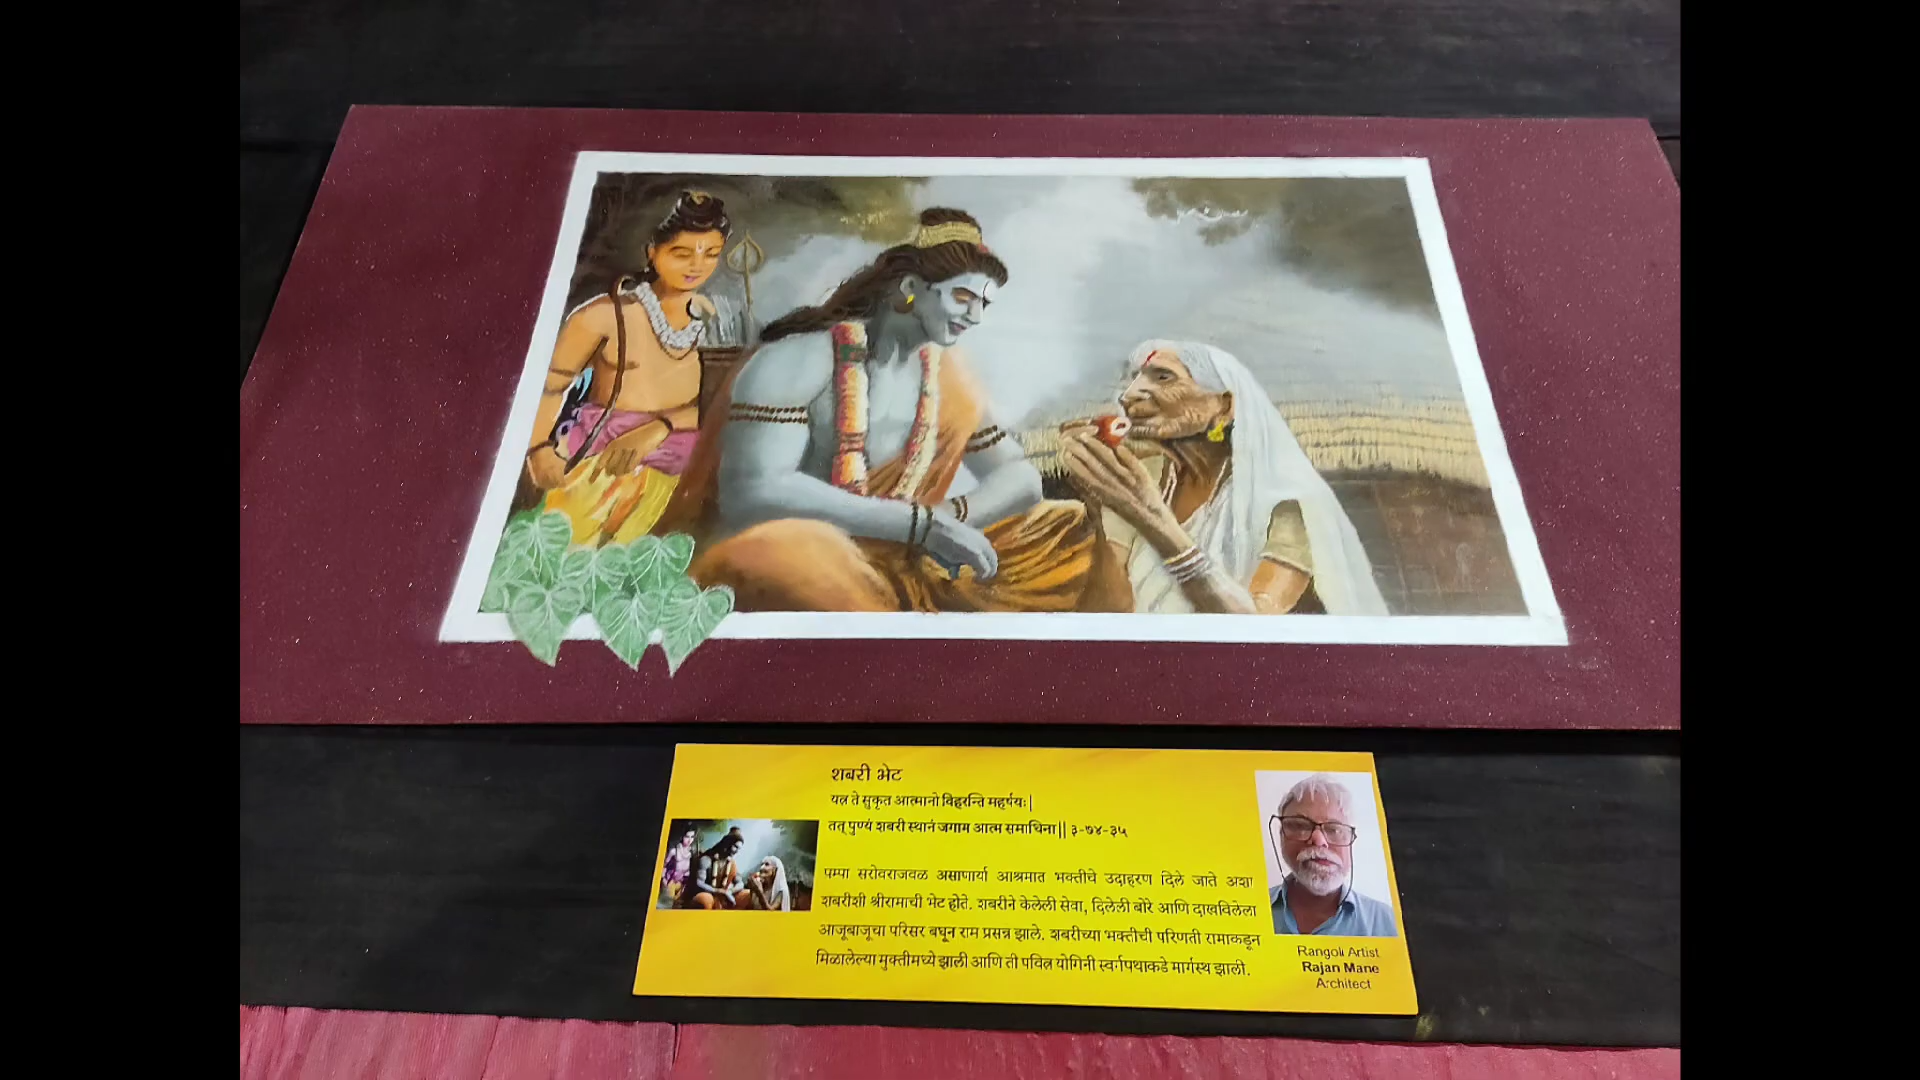 शबरी भेट
यत्र ते सुकृत आत्मानो विहरन्ति महर्षयः |
तत् पुण्यं शबरी स्थानं जगाम आत्म समाधिना || ३-७४-३५
पम्पा सरोवराजवळ असाणार्या आश्रमात भक्तीचे उदाहरण दिले जाते अशा
शबरीशी श्रीरामाची भेट होते. शबरीने केलेली सेवा, दिलेली बोरे आणि दाखविलेला
आजूबाजूचा परिसर बघून राम प्रसन्न झाले. शबरीच्या भक्तीची परिणती रामाकडून
मिळालेल्या मुक्तीमध्ये झाली आणि ती पवित्र योगिनी स्वर्गपथाकडे मार्गस्थ झाली.
Rangoli Artist
Rajan Mane
Architect